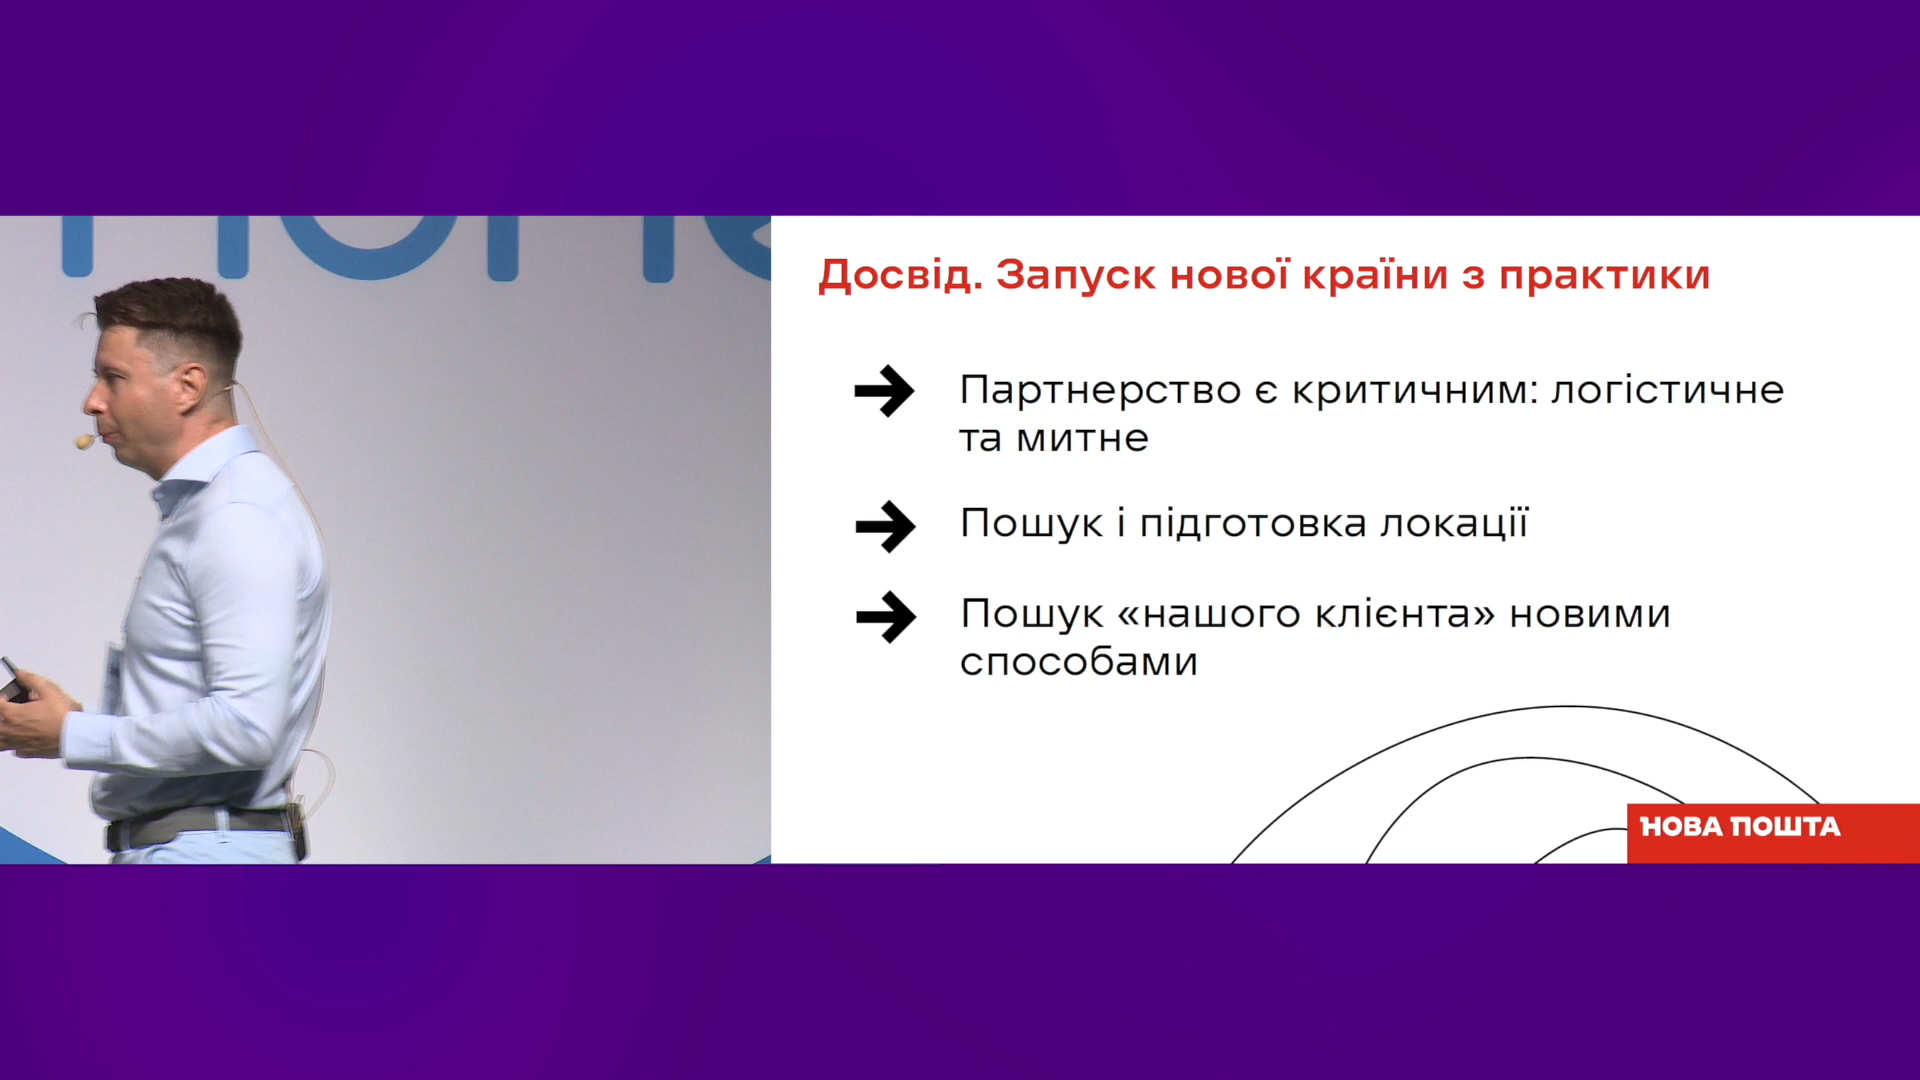 Досвід. Запуск нової країни з практики
Партнерство є критичним: логістичне
та митне
Пошук і підготовка локації
Пошук «нашого клієнта» новими
способами
НОВА ПОШТА